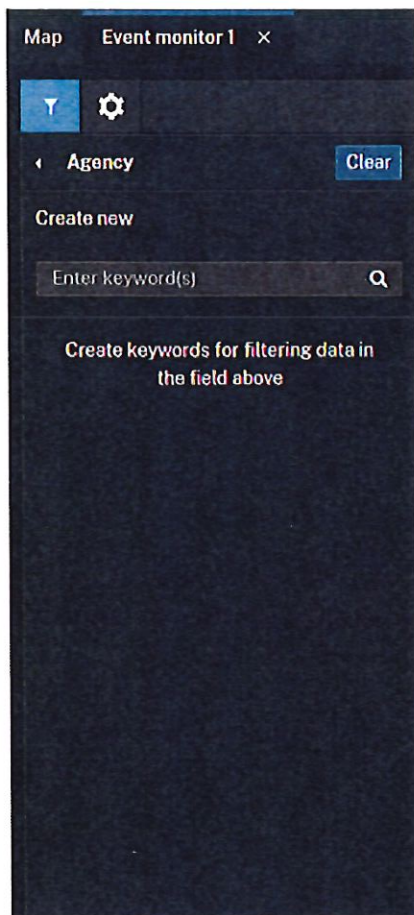 Map Event monitor 1 ×
Agency Clear
Create new
Enter keyword(s)
Create keywords for filtering data in
the field above